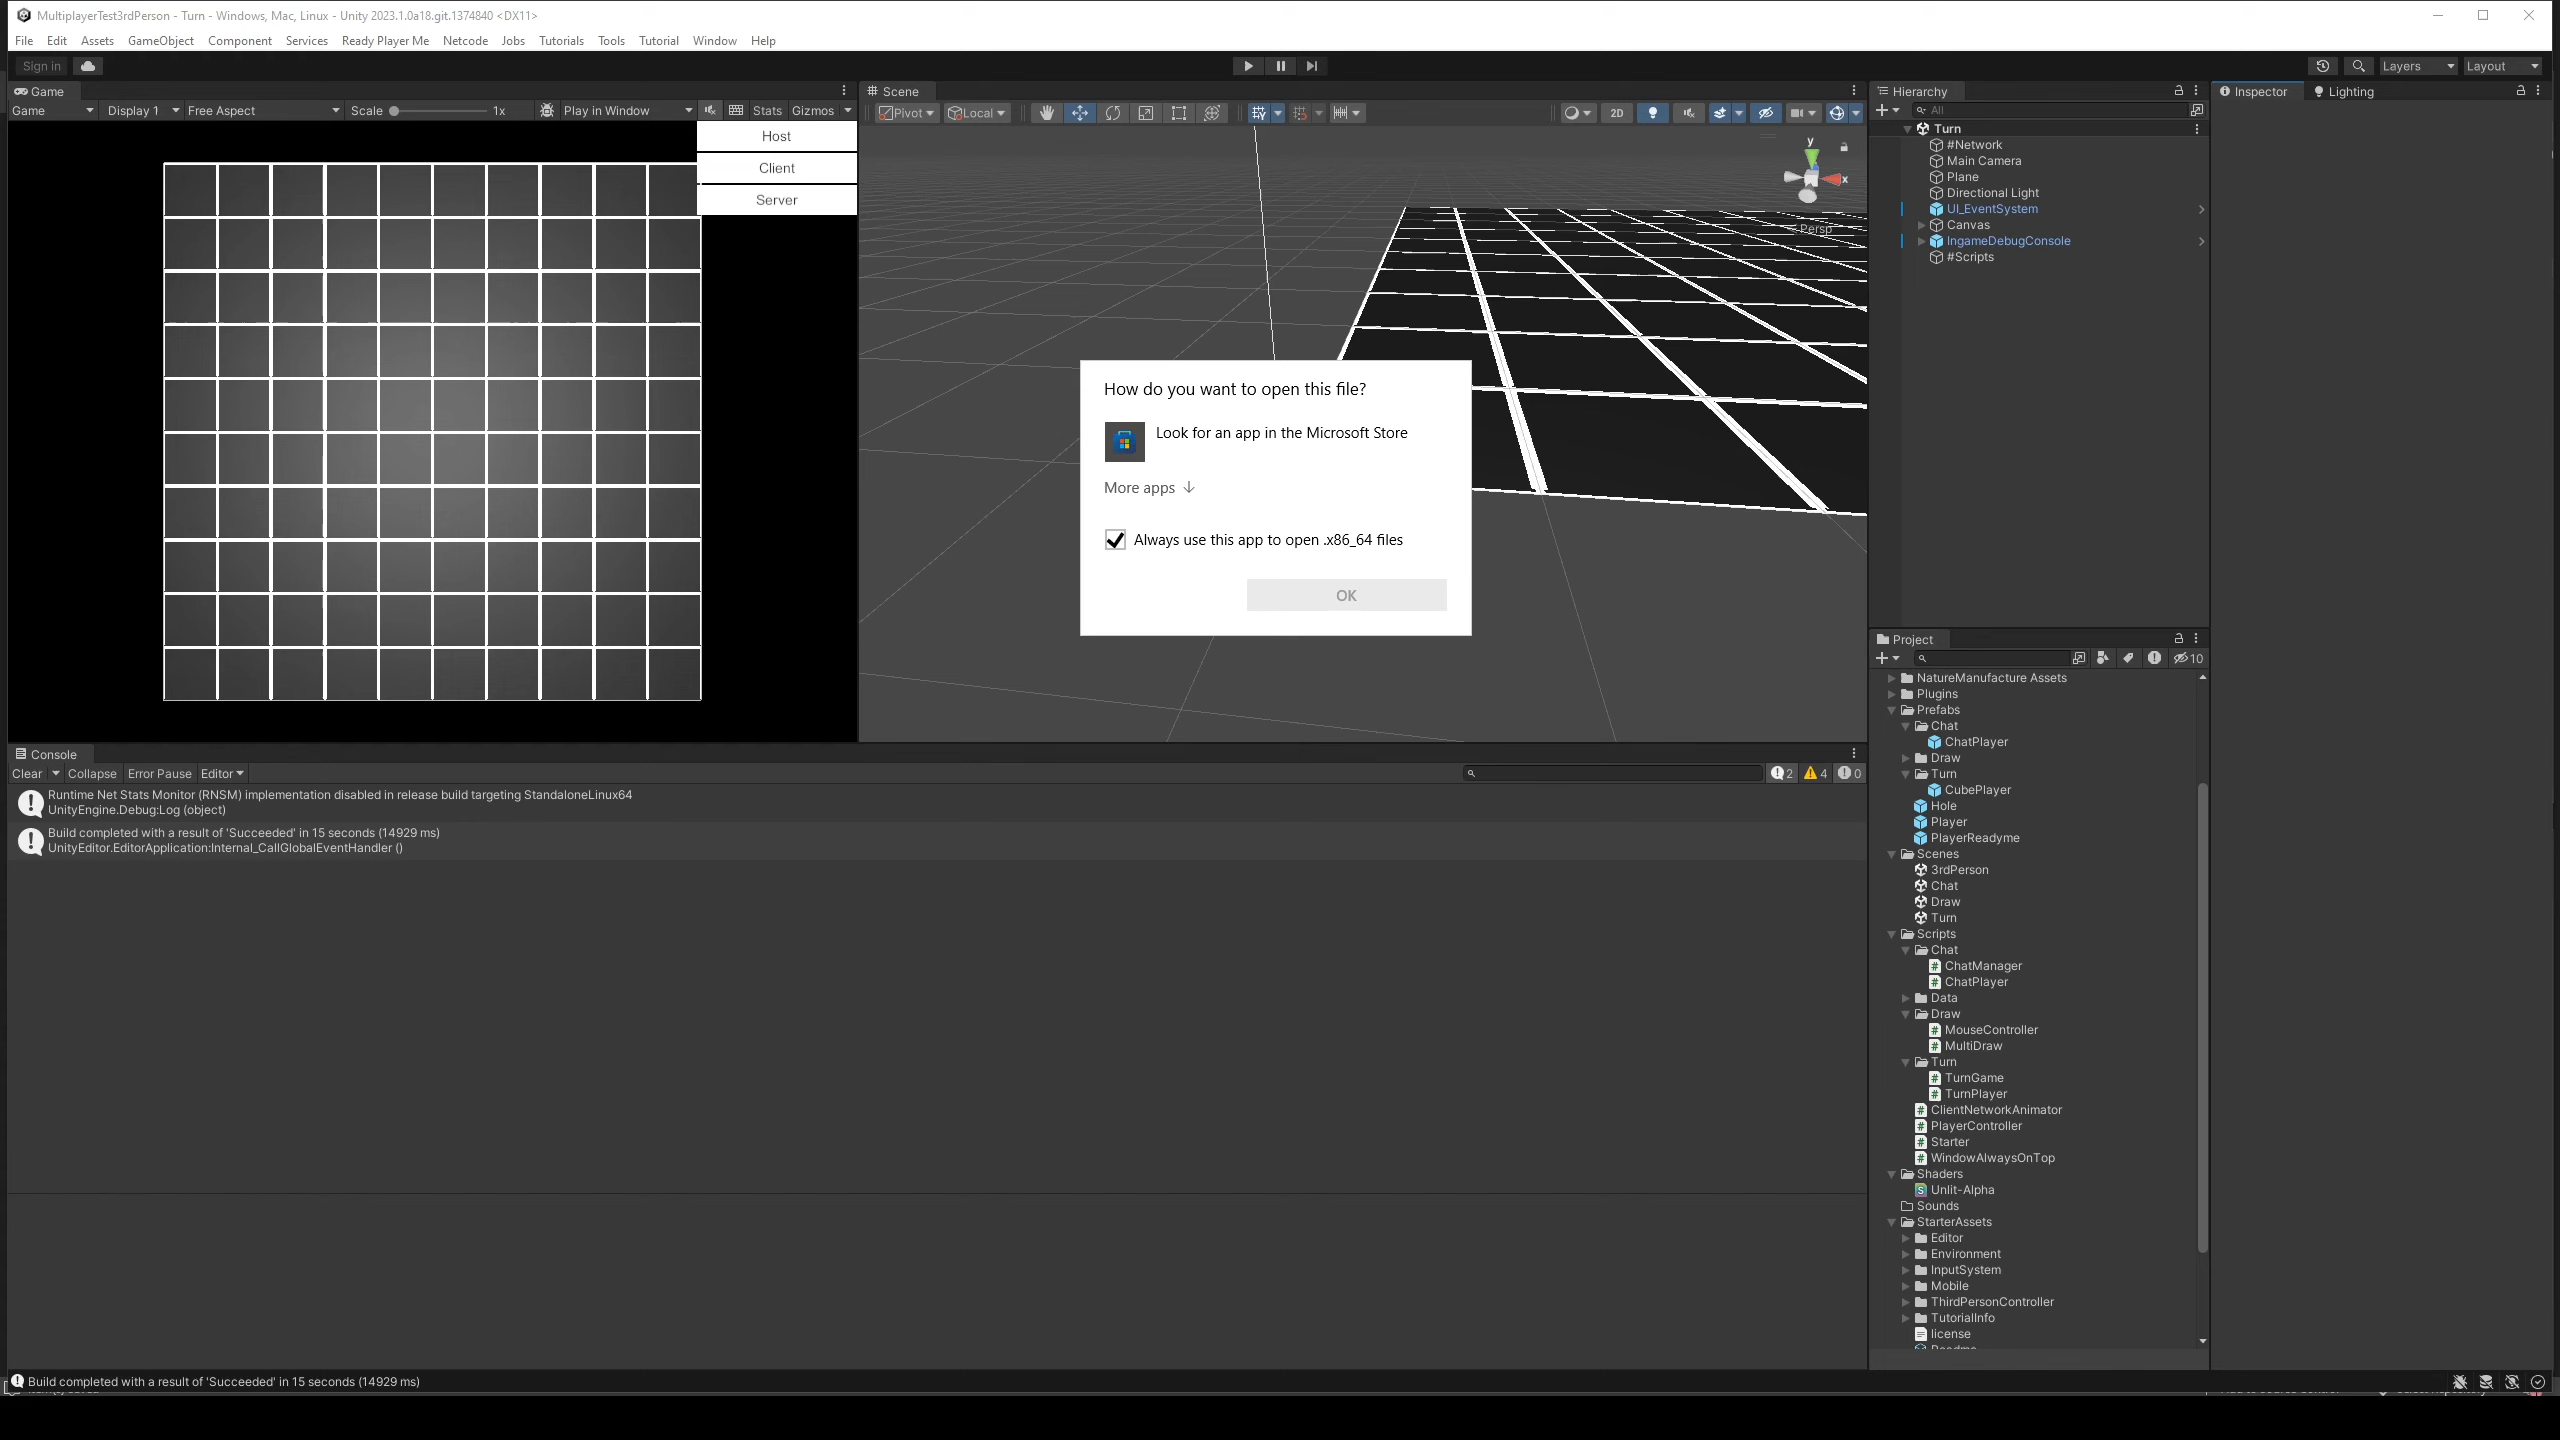 MultiplayerTest3rdPerson - Turn - Windows, Mac, Linux - Unity 2023.1.0a18.git.1374840 <DX11>
File Edit Assets GameObject Component Services Ready Player Me Netcode Jobs Tutorials Tools Tutorial Window Help
Sign in
Layers
Layout
Game
Game Display 1 Free Aspect Scale 1x Play in Window Stats Gizmos
Host
Client
Server
Scene
Pivot Local 2D
y
x
Persp
How do you want to open this file?
Look for an app in the Microsoft Store
More apps
Always use this app to open .x86_64 files
OK
Hierarchy
All
Turn
#Network
Main Camera
Plane
Directional Light
UI_EventSystem
Canvas
IngameDebugConsole
#Scripts
Inspector
Lighting
Project
10
NatureManufacture Assets
Plugins
Prefabs
Chat
ChatPlayer
Draw
Turn
CubePlayer
Hole
Player
PlayerReadyme
Scenes
3rdPerson
Chat
Draw
Turn
Scripts
Chat
ChatManager
ChatPlayer
Data
Draw
MouseController
MultiDraw
Turn
TurnGame
TurnPlayer
ClientNetworkAnimator
PlayerController
Starter
WindowAlwaysOnTop
Shaders
Unlit-Alpha
Sounds
StarterAssets
Editor
Environment
InputSystem
Mobile
ThirdPersonController
TutorialInfo
license
Console
Clear Collapse Error Pause Editor
2 4 0
Runtime Net Stats Monitor (RNSM) implementation disabled in release build targeting StandaloneLinux64
UnityEngine.Debug:Log (object)
Build completed with a result of 'Succeeded' in 15 seconds (14929 ms)
UnityEditor.EditorApplication:Internal_CallGlobalEventHandler ()
Build completed with a result of 'Succeeded' in 15 seconds (14929 ms)